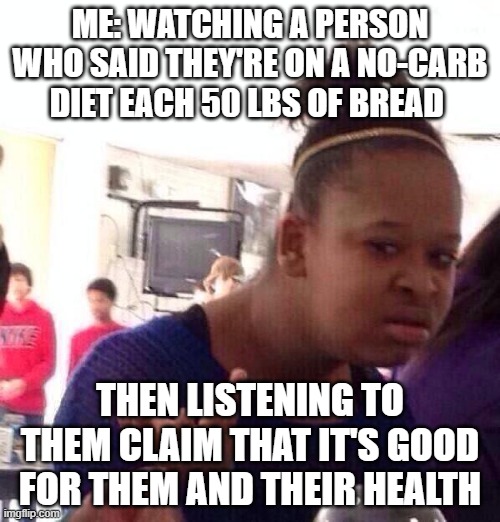 ME: WATCHING A PERSON
WHO SAID THEY'RE ON A NO-CARB
DIET EACH 50 LBS OF BREAD
THEN LISTENING TO
THEM CLAIM THAT IT'S GOOD
FOR THEM AND THEIR HEALTH
imgflip.com